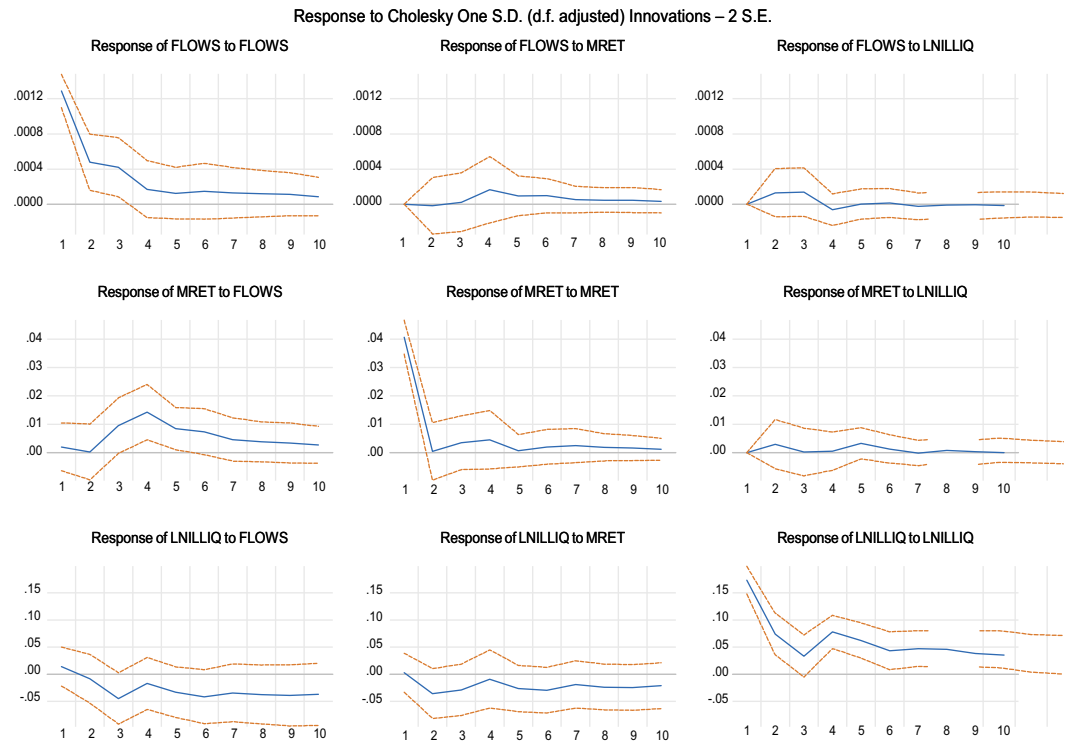 Response to Cholesky One S.D. (d.f. adjusted) Innovations – 2 S.E.
Response of FLOWS to FLOWS
.0012
.0008
.0004
.0000
1 2 3 4 5 6 7 8 9 10
Response of FLOWS to MRET
.0012
.0008
.0004
.0000
1 2 3 4 5 6 7 8 9 10
Response of FLOWS to LNILLIQ
.0012
.0008
.0004
.0000
1 2 3 4 5 6 7 8 9 10
Response of MRET to FLOWS
.04
.03
.02
.01
.00
1 2 3 4 5 6 7 8 9 10
Response of MRET to MRET
.04
.03
.02
.01
.00
1 2 3 4 5 6 7 8 9 10
Response of MRET to LNILLIQ
.04
.03
.02
.01
.00
1 2 3 4 5 6 7 8 9 10
Response of LNILLIQ to FLOWS
.15
.10
.05
.00
-.05
1 2 3 4 5 6 7 8 9 10
Response of LNILLIQ to MRET
.15
.10
.05
.00
-.05
1 2 3 4 5 6 7 8 9 10
Response of LNILLIQ to LNILLIQ
.15
.10
.05
.00
-.05
1 2 3 4 5 6 7 8 9 10